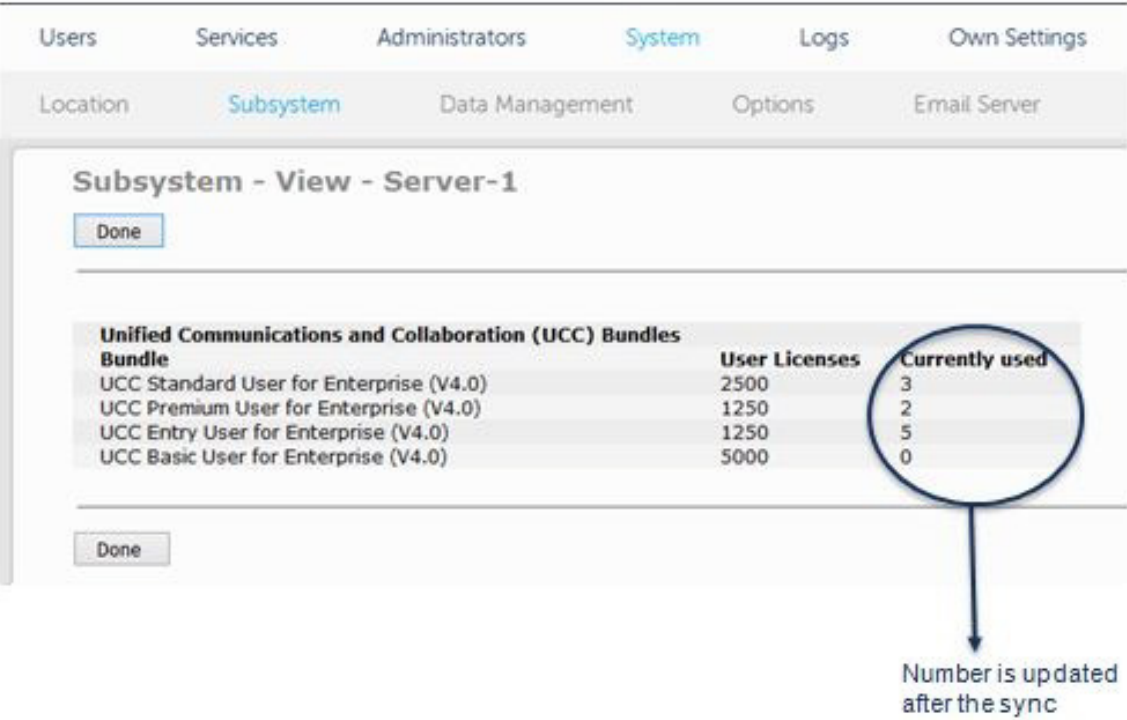 Users Services Administrators System Logs Own Settings
Location Subsystem Data Management Options Email Server
Subsystem - View - Server-1
Done
Unified Communications and Collaboration (UCC) Bundles
Bundle User Licenses Currently used
UCC Standard User for Enterprise (V4.0) 2500 3
UCC Premium User for Enterprise (V4.0) 1250 2
UCC Entry User for Enterprise (V4.0) 1250 5
UCC Basic User for Enterprise (V4.0) 5000 0
Done
Number is updated
after the sync